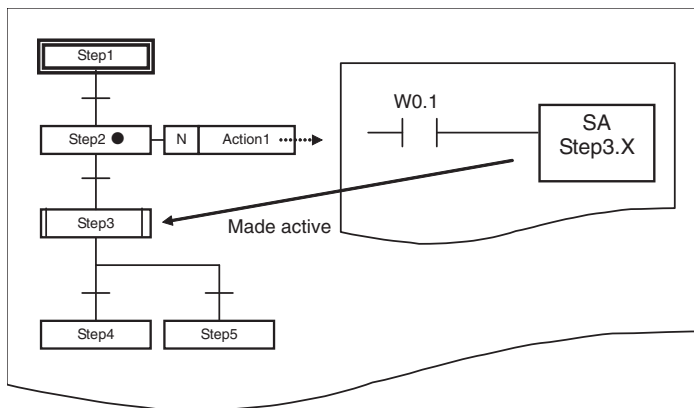 Step1
Step2
N
Action1
Step3
Step4
Step5
W0.1
SA
Step3.X
Made active